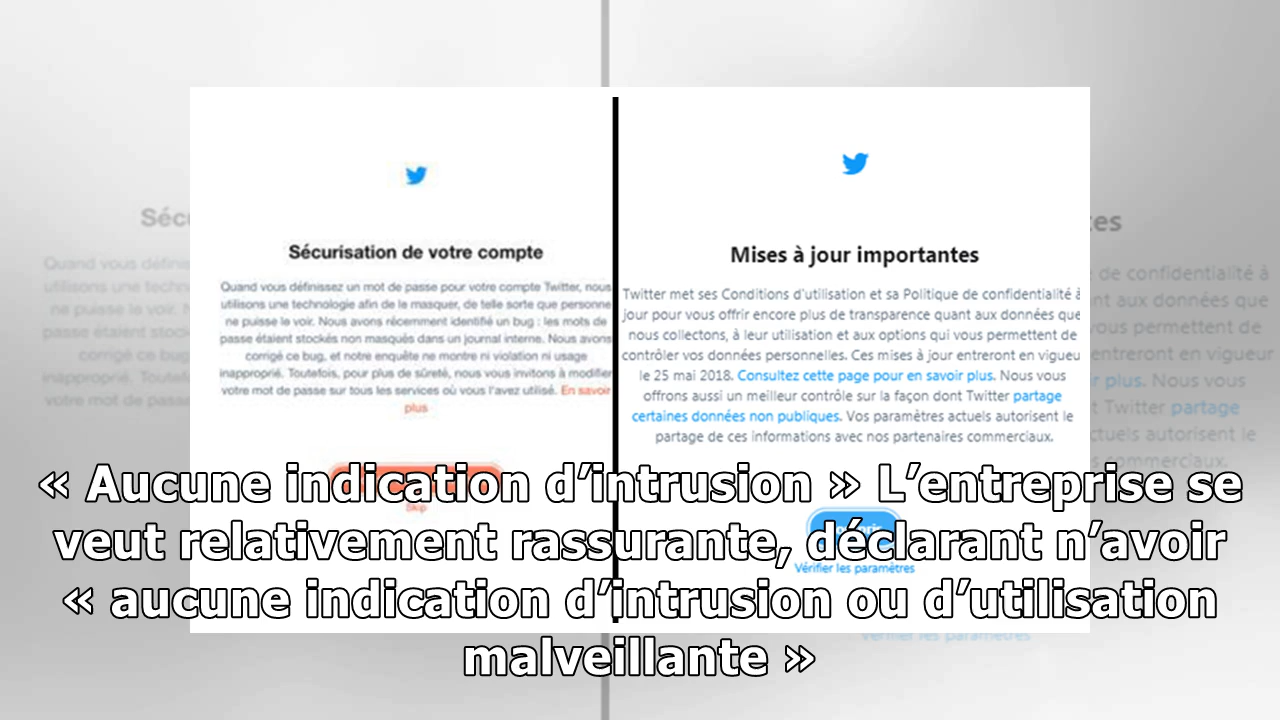 Sécurisation de votre compte
Quand vous définissez un mot de passe pour votre compte Twitter, nous
utilisons une technologie afin de le masquer, de telle sorte que personne
ne puisse le voir. Nous avons récemment identifié un bug : les mots de
passe étaient stockés non masqués dans un journal interne. Nous avons
corrigé ce bug, et notre enquête ne montre ni violation ni usage
inapproprié. Toutefois, pour plus de sûreté, nous vous invitons à modifier
votre mot de passe sur tous les services où vous l'avez utilisé. En savoir
plus
Skip
Mises à jour importantes
Twitter met ses Conditions d'utilisation et sa Politique de confidentialité à
jour pour vous offrir encore plus de transparence quant aux données que
nous collectons, à leur utilisation et aux options qui vous permettent de
contrôler vos données personnelles. Ces mises à jour entreront en vigueu
le 25 mai 2018. Consultez cette page pour en savoir plus. Nous vous
offrons aussi un meilleur contrôle sur la façon dont Twitter partage
certaines données non publiques. Vos paramètres actuels autorisent le
partage de ces informations avec nos partenaires commerciaux.
Vérifier les paramètres
« Aucune indication d’intrusion » L’entreprise se
veut relativement rassurante, déclarant n’avoir
« aucune indication d’intrusion ou d’utilisation
malveillante »